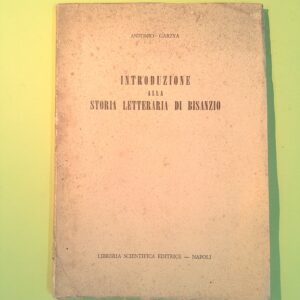 ANTONIO GARZYA
INTRODUZIONE
ALLA
STORIA LETTERARIA DI BISANZIO
LIBRERIA SCIENTIFICA EDITRICE — NAPOLI